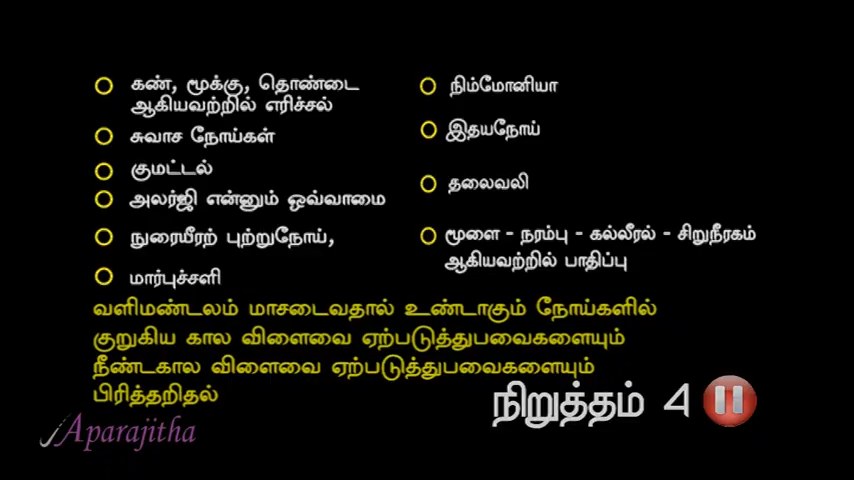 கண், மூக்கு, தொண்டை
ஆகியவற்றில் எரிச்சல்
சுவாச நோய்கள்
குமட்டல்
அலர்ஜி என்னும் ஒவ்வாமை
நுரையீரற் புற்றுநோய்,
மார்புச்சளி
நிம்மோனியா
இதயநோய்
தலைவலி
மூளை - நரம்பு - கல்லீரல் - சிறுநீரகம்
ஆகியவற்றில் பாதிப்பு
வளிமண்டலம் மாசடைவதால் உண்டாகும் நோய்களில்
குறுகிய கால விளைவை ஏற்படுத்துபவைகளையும்
நீண்டகால விளைவை ஏற்படுத்துபவைகளையும்
பிரித்தறிதல்
நிறுத்தம் 4
Aparajitha